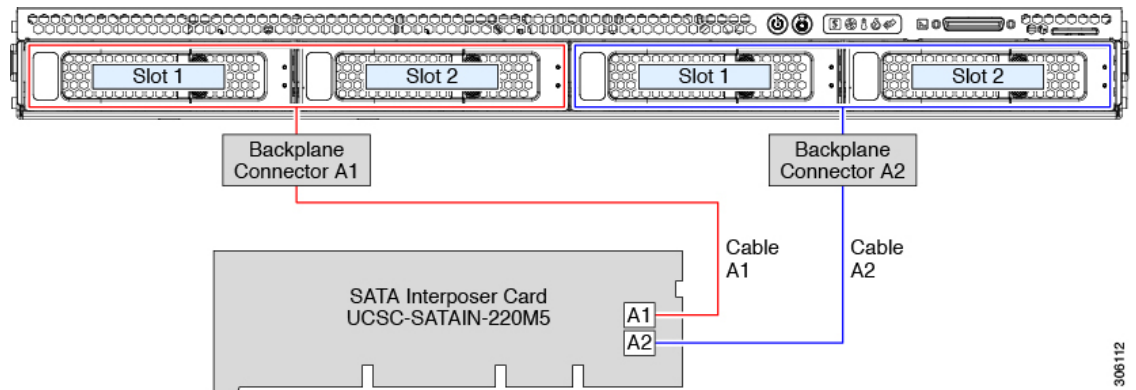 Slot 1
Slot 2
Slot 1
Slot 2
Backplane
Connector A1
Backplane
Connector A2
Cable
A1
Cable
A2
SATA Interposer Card
UCSC-SATAIN-220M5
A1
A2
306112